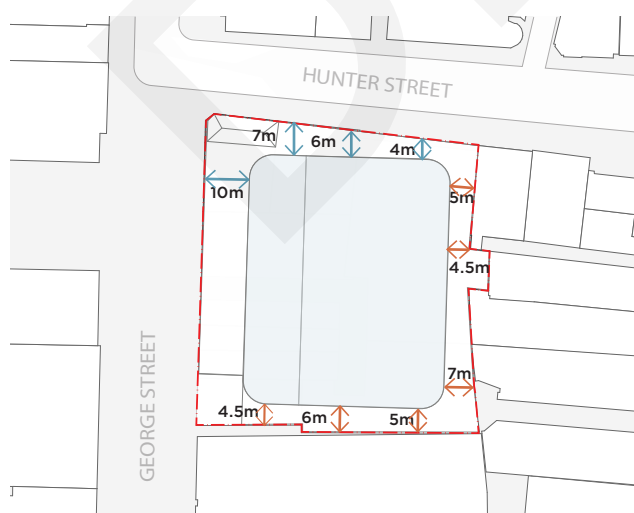 HUNTER STREET
7m
6m
4m
10m
5m
4.5m
7m
4.5m
6m
5m
GEORGE STREET